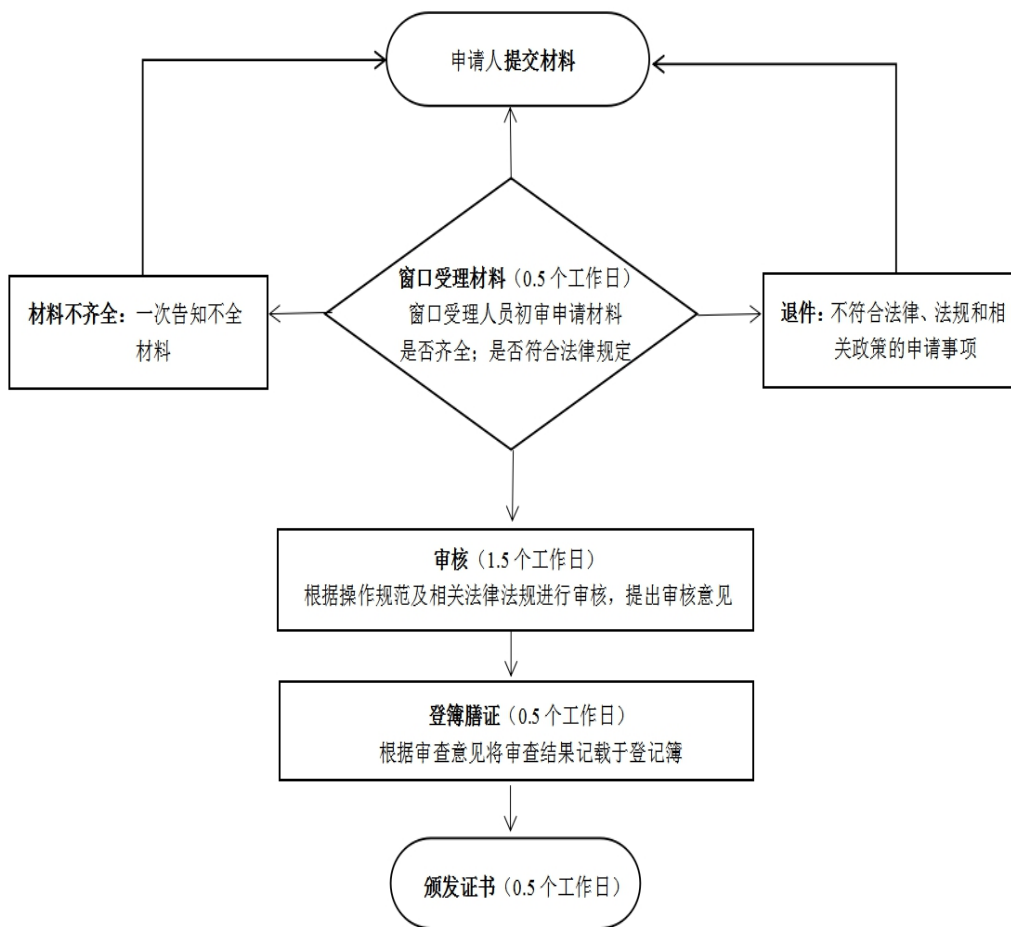 申请人提交材料
窗口受理材料（0.5 个工作日）
窗口受理人员初审申请材料
是否齐全；是否符合法律规定
材料不齐全：一次告知不全
材料
退件：不符合法律、法规和相
关政策的申请事项
审核（1.5 个工作日）
根据操作规范及相关法律法规进行审核，提出审核意见
登簿膳证（0.5 个工作日）
根据审查意见将审查结果记载于登记簿
颁发证书（0.5 个工作日）